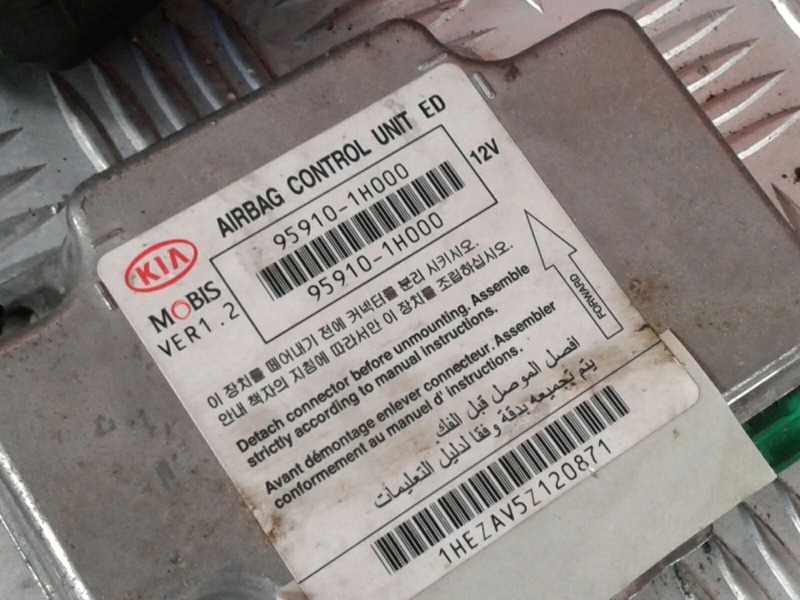 AIRBAG CONTROL UNIT ED
KIA
MOBIS
VER1.2
95910-1H000
95910-1H000
12V
FORWARD
이 장치를 떼어내기 전에 커넥터를 분리 시키시오.
안내 책자의 지침에 따라서만 이 장치를 조립하십시오.
Detach connector before unmounting. Assemble
strictly according to manual instructions.
Avant démontage enlever connecteur. Assembler
conformement au manuel d' instructions.
افصل الموصل قبل الفك
يتم تجميعه بدقة وفقا لدليل التعليمات
1HEZAV5Z120871